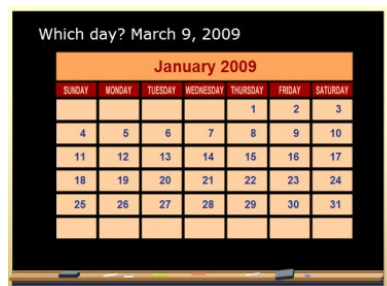 Which day? March 9, 2009
January 2009
SUNDAY MONDAY TUESDAY WEDNESDAY THURSDAY FRIDAY SATURDAY
1 2 3
4 5 6 7 8 9 10
11 12 13 14 15 16 17
18 19 20 21 22 23 24
25 26 27 28 29 30 31